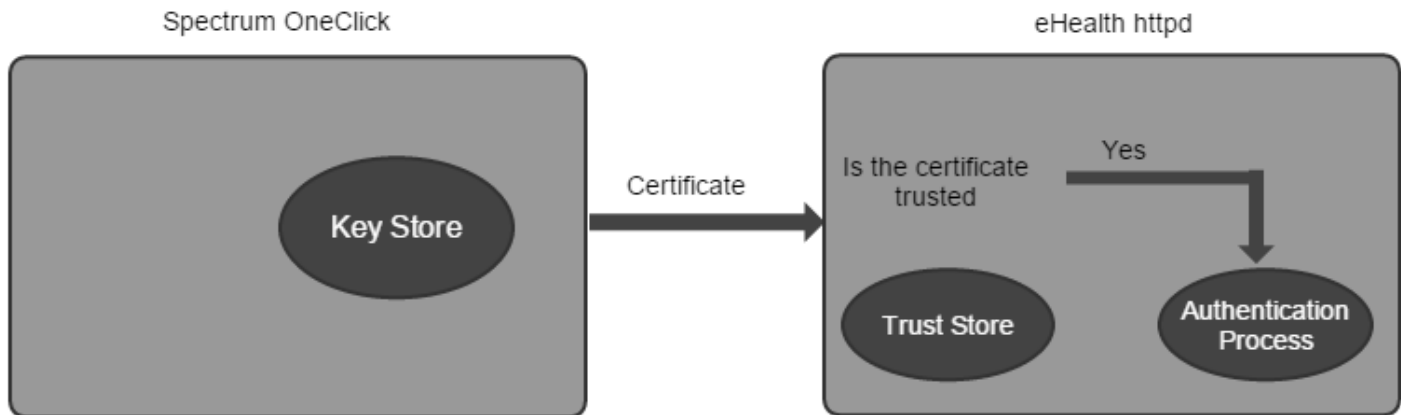 Spectrum OneClick
eHealth httpd
Key Store
Certificate
Is the certificate
trusted
Yes
Trust Store
Authentication
Process